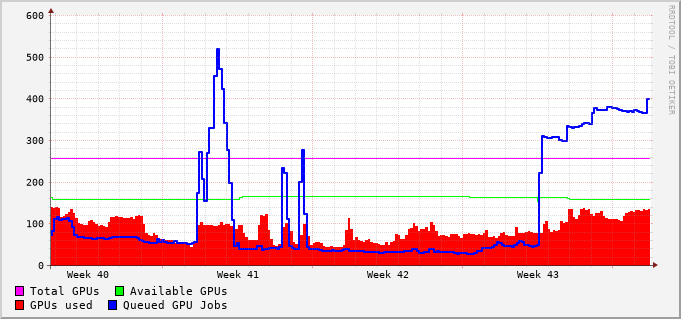 RRDTOOL / TOBI OETIKER
600
500
400
300
200
100
0
Week 40 Week 41 Week 42 Week 43
Total GPUs Available GPUs
GPUs used Queued GPU Jobs